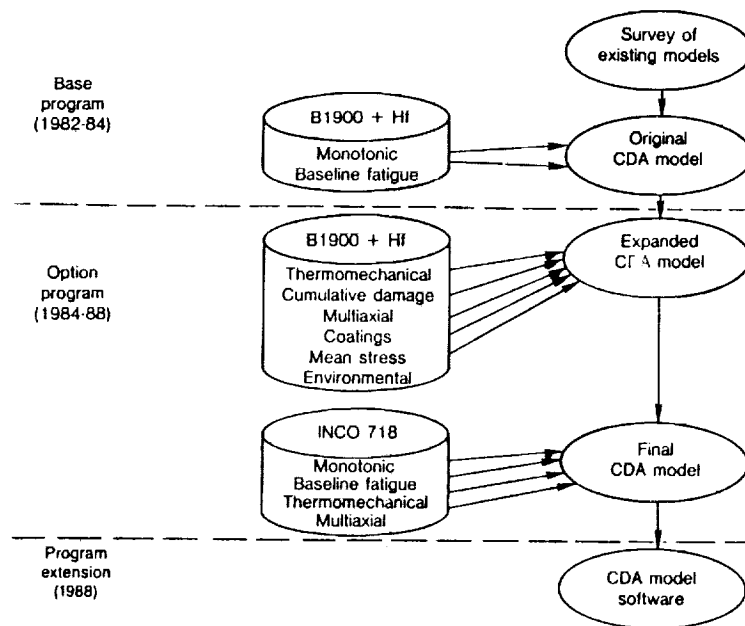 Survey of
existing models
Base
program
(1982-84)
B1900 + Hf
Monotonic
Baseline fatigue
Original
CDA model
Option
program
(1984-88)
B1900 + Hf
Thermomechanical
Cumulative damage
Multiaxial
Coatings
Mean stress
Environmental
Expanded
CDA model
INCO 718
Monotonic
Baseline fatigue
Thermomechanical
Multiaxial
Final
CDA model
Program
extension
(1988)
CDA model
software